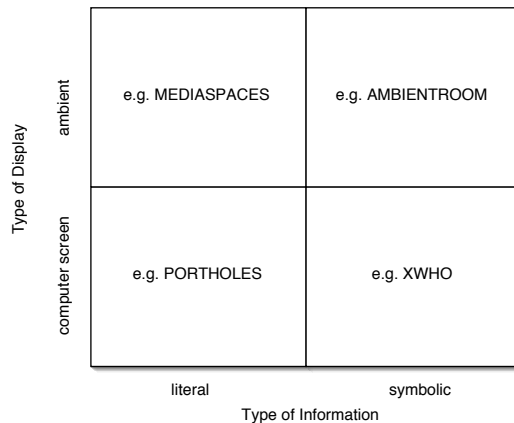 Type of Display
ambient
computer screen
e.g. MEDIASPACES
e.g. AMBIENTROOM
e.g. PORTHOLES
e.g. XWHO
literal
symbolic
Type of Information